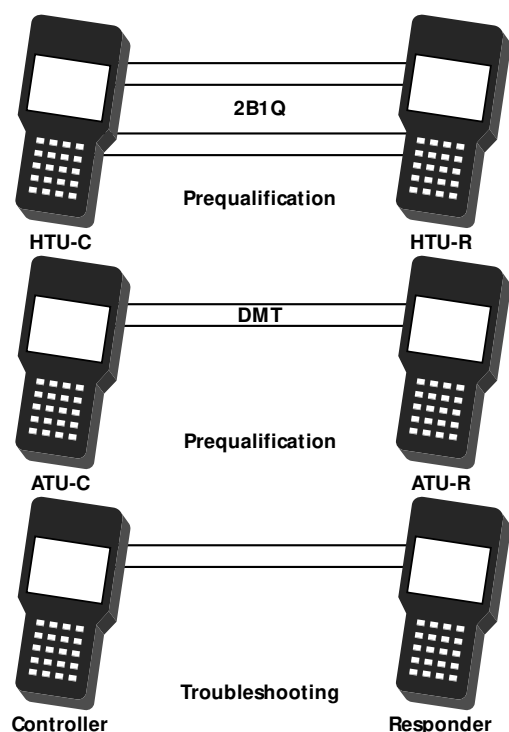 2B1Q
Prequalification
HTU-C HTU-R
DMT
Prequalification
ATU-C ATU-R
Troubleshooting
Controller Responder